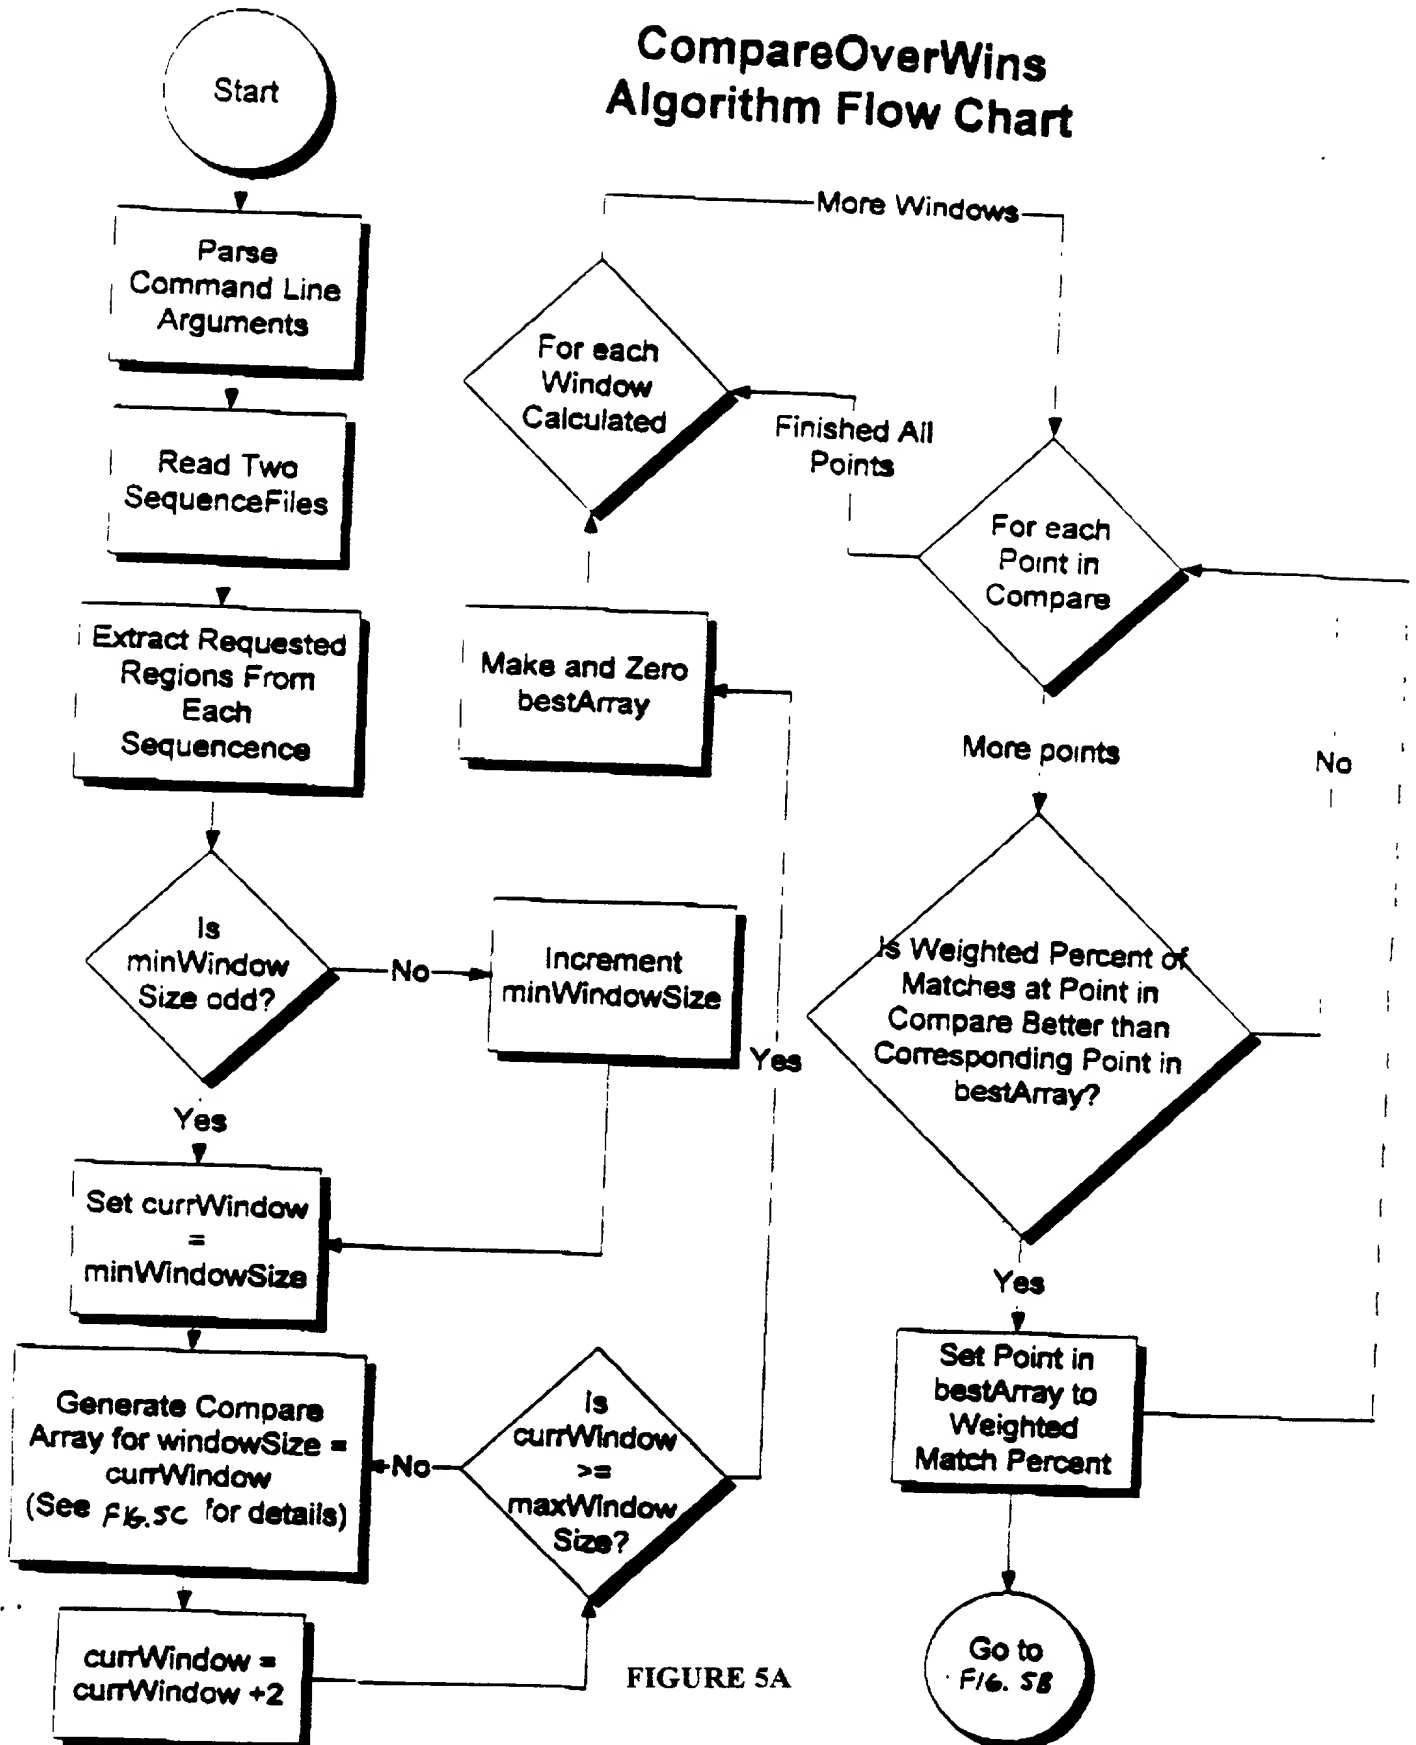 CompareOverWins
Algorithm Flow Chart
Start
Parse
Command Line
Arguments
Read Two
SequenceFiles
Extract Requested
Regions From
Each
Sequencence
Is
minWindow
Size odd?
No
Increment
minWindowSize
Yes
Set currWindow
=
minWindowSize
Generate Compare
Array for windowSize =
currWindow
(See FIG. 5C for details)
currWindow =
currWindow +2
Is
currWindow
>=
maxWindow
Size?
No
Yes
Make and Zero
bestArray
For each
Window
Calculated
More Windows
Finished All
Points
For each
Point in
Compare
More points
No
Is Weighted Percent of
Matches at Point in
Compare Better than
Corresponding Point in
bestArray?
Yes
Set Point in
bestArray to
Weighted
Match Percent
Go to
FIG. 5B
FIGURE 5A